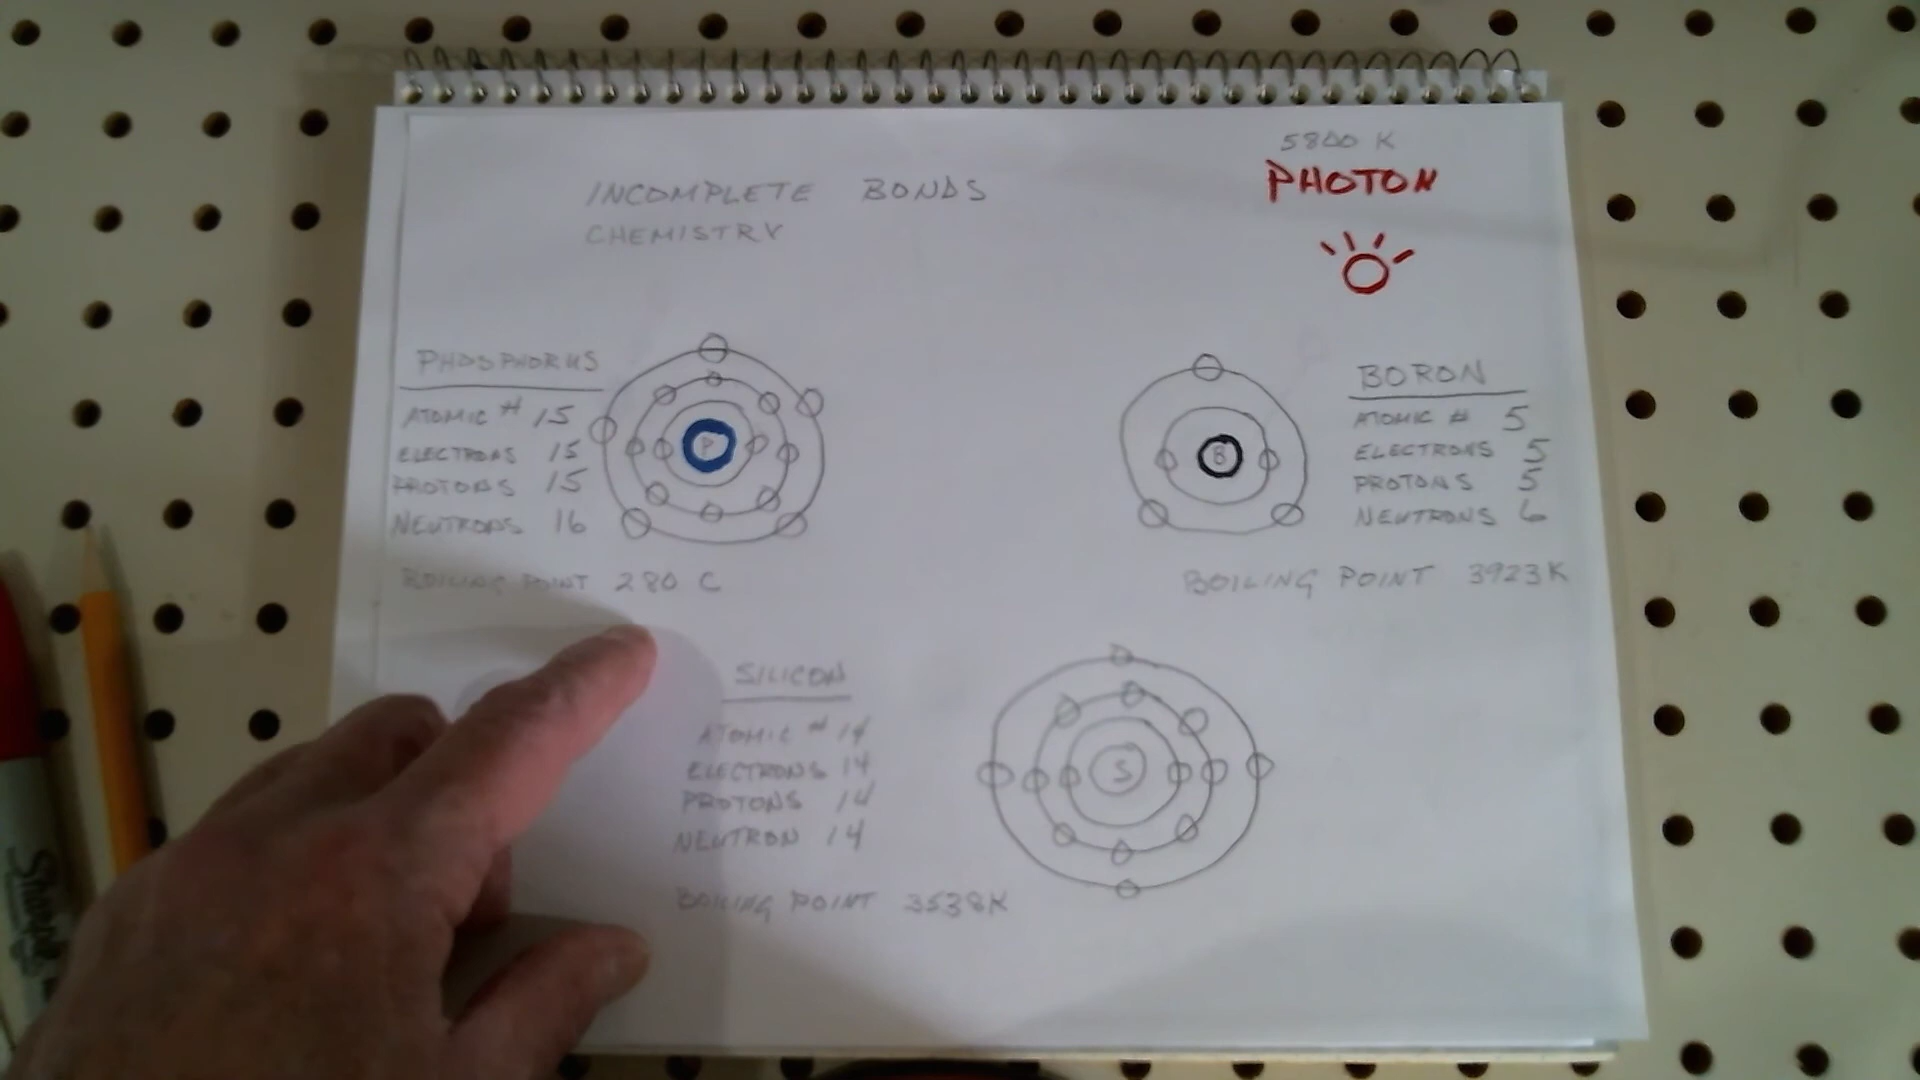 5800 K
PHOTON
INCOMPLETE BONDS
CHEMISTRY
PHOSPHORUS
ATOMIC # 15
ELECTRONS 15
PROTONS 15
NEUTRONS 16
BOILING POINT 280 C
P
B
BORON
ATOMIC # 5
ELECTRONS 5
PROTONS 5
NEUTRONS 6
BOILING POINT 3923K
SILICON
ATOMIC # 14
ELECTRONS 14
PROTONS 14
NEUTRON 14
BOILING POINT 3538K
S
Sharpie